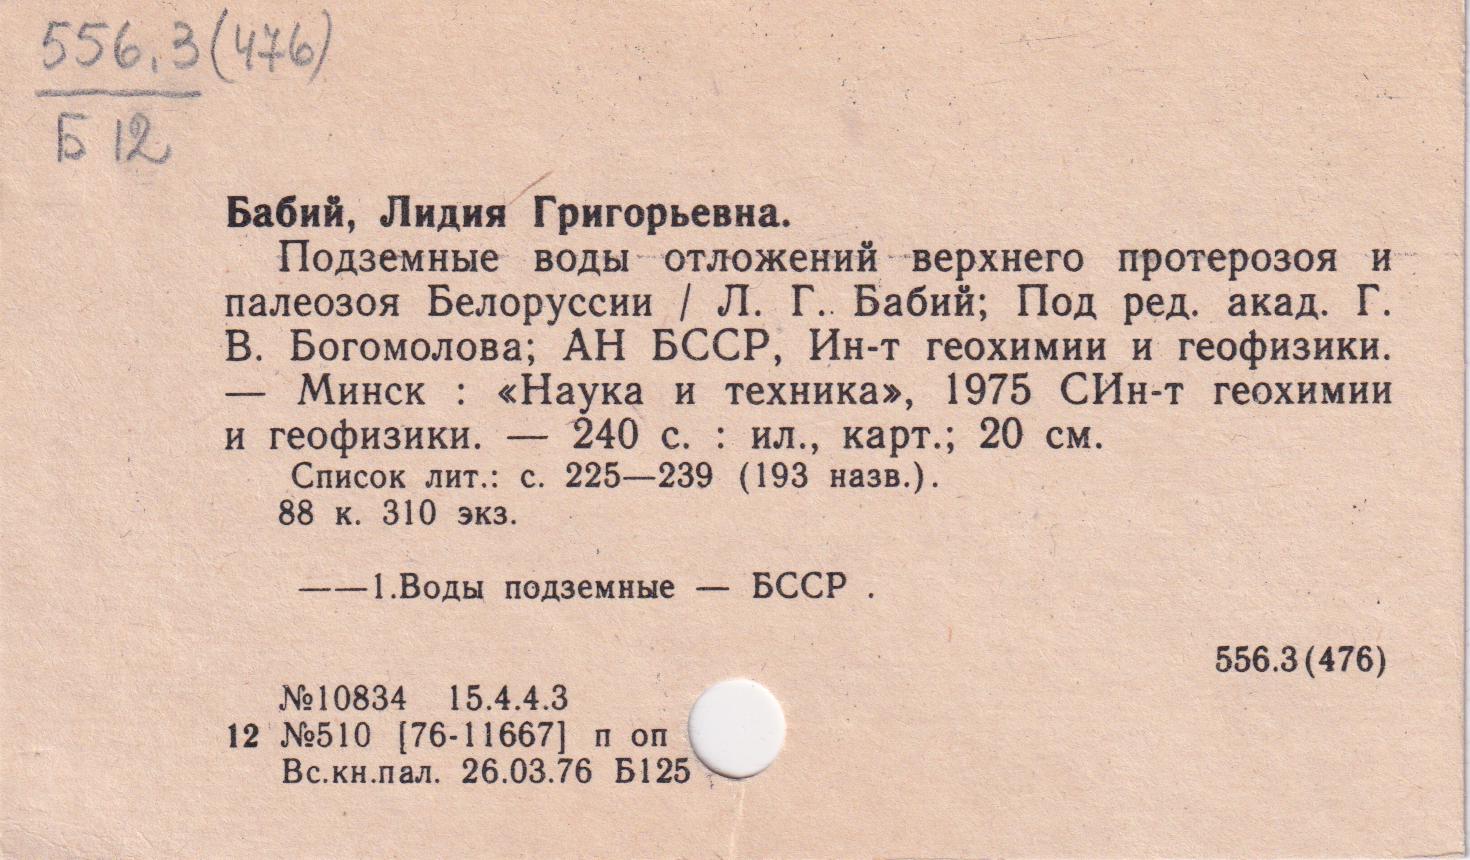 556.3(476)
Б 12
Бабий, Лидия Григорьевна.
Подземные воды отложений верхнего протерозоя и
палеозоя Белоруссии / Л. Г. Бабий; Под ред. акад. Г.
В. Богомолова; АН БССР, Ин-т геохимии и геофизики.
— Минск : «Наука и техника», 1975 СИн-т геохимии
и геофизики. — 240 с. : ил., карт.; 20 см.
Список лит.: с. 225—239 (193 назв.).
88 к. 310 экз.
——1.Воды подземные — БССР .
556.3(476)
№10834 15.4.4.3
12 №510 [76-11667] п оп
Вс.кн.пал. 26.03.76 Б125